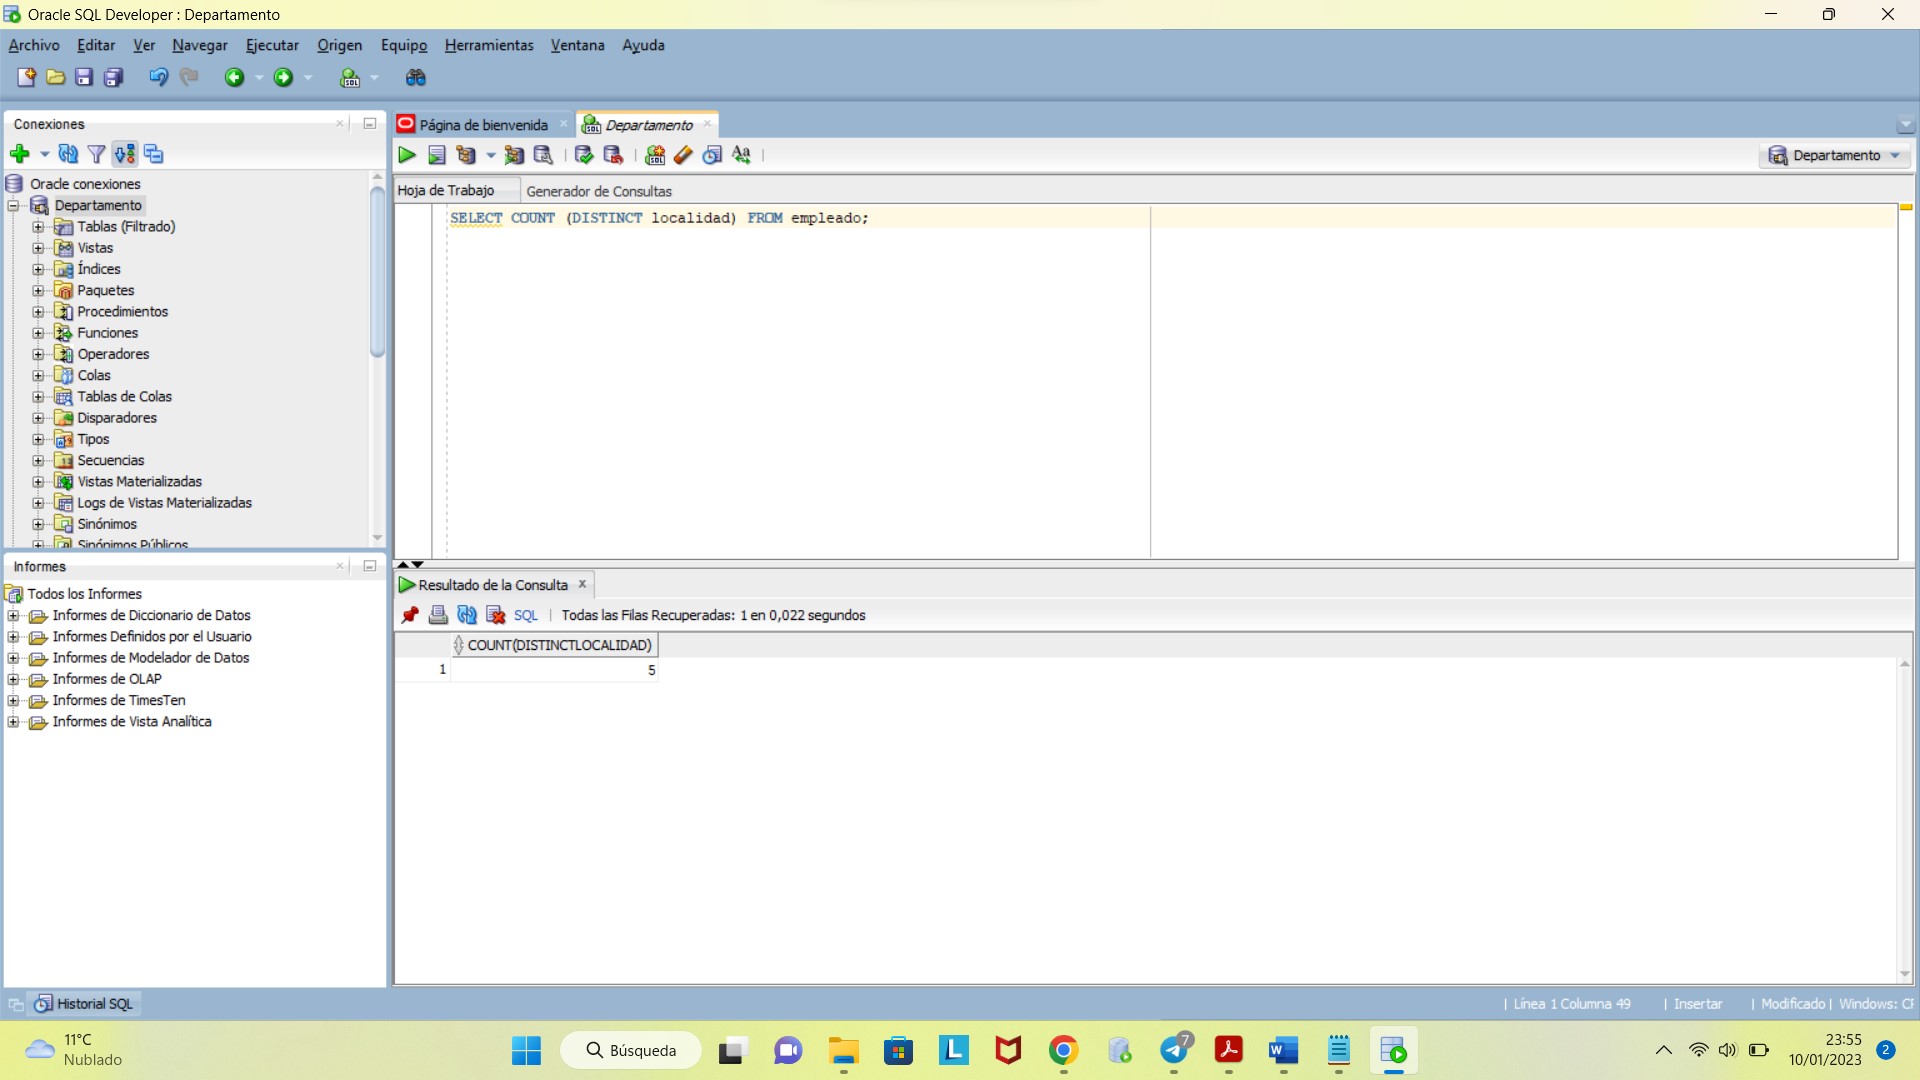 Oracle SQL Developer : Departamento
Archivo Editar Ver Navegar Ejecutar Origen Equipo Herramientas Ventana Ayuda
Conexiones
Oracle conexiones
Departamento
Tablas (Filtrado)
Vistas
Índices
Paquetes
Procedimientos
Funciones
Operadores
Colas
Tablas de Colas
Disparadores
Tipos
Secuencias
Vistas Materializadas
Logs de Vistas Materializadas
Sinónimos
Sinónimos Públicos
Informes
Todos los Informes
Informes de Diccionario de Datos
Informes Definidos por el Usuario
Informes de Modelador de Datos
Informes de OLAP
Informes de TimesTen
Informes de Vista Analítica
Página de bienvenida
Departamento
Departamento
Hoja de Trabajo
Generador de Consultas
SELECT COUNT (DISTINCT localidad) FROM empleado;
Resultado de la Consulta
SQL | Todas las Filas Recuperadas: 1 en 0,022 segundos
COUNT(DISTINCTLOCALIDAD)
1 5
Historial SQL
| Línea 1 Columna 49 | Insertar | Modificado | Windows: CR
11°C
Nublado
Búsqueda
7
23:55
10/01/2023
2